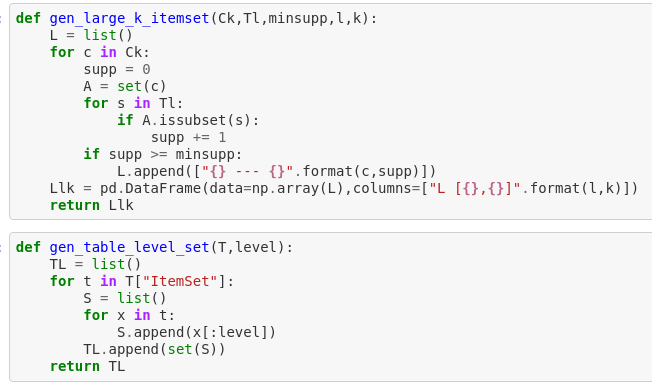 def gen_large_k_itemset(Ck,Tl,minsupp,l,k):
    L = list()
    for c in Ck:
        supp = 0
        A = set(c)
        for s in Tl:
            if A.issubset(s):
                supp += 1
        if supp >= minsupp:
            L.append(["{} --- {}".format(c,supp)])
    Llk = pd.DataFrame(data=np.array(L),columns=["L [{},{}]".format(l,k)])
    return Llk
def gen_table_level_set(T,level):
    TL = list()
    for t in T["ItemSet"]:
        S = list()
        for x in t:
            S.append(x[:level])
        TL.append(set(S))
    return TL